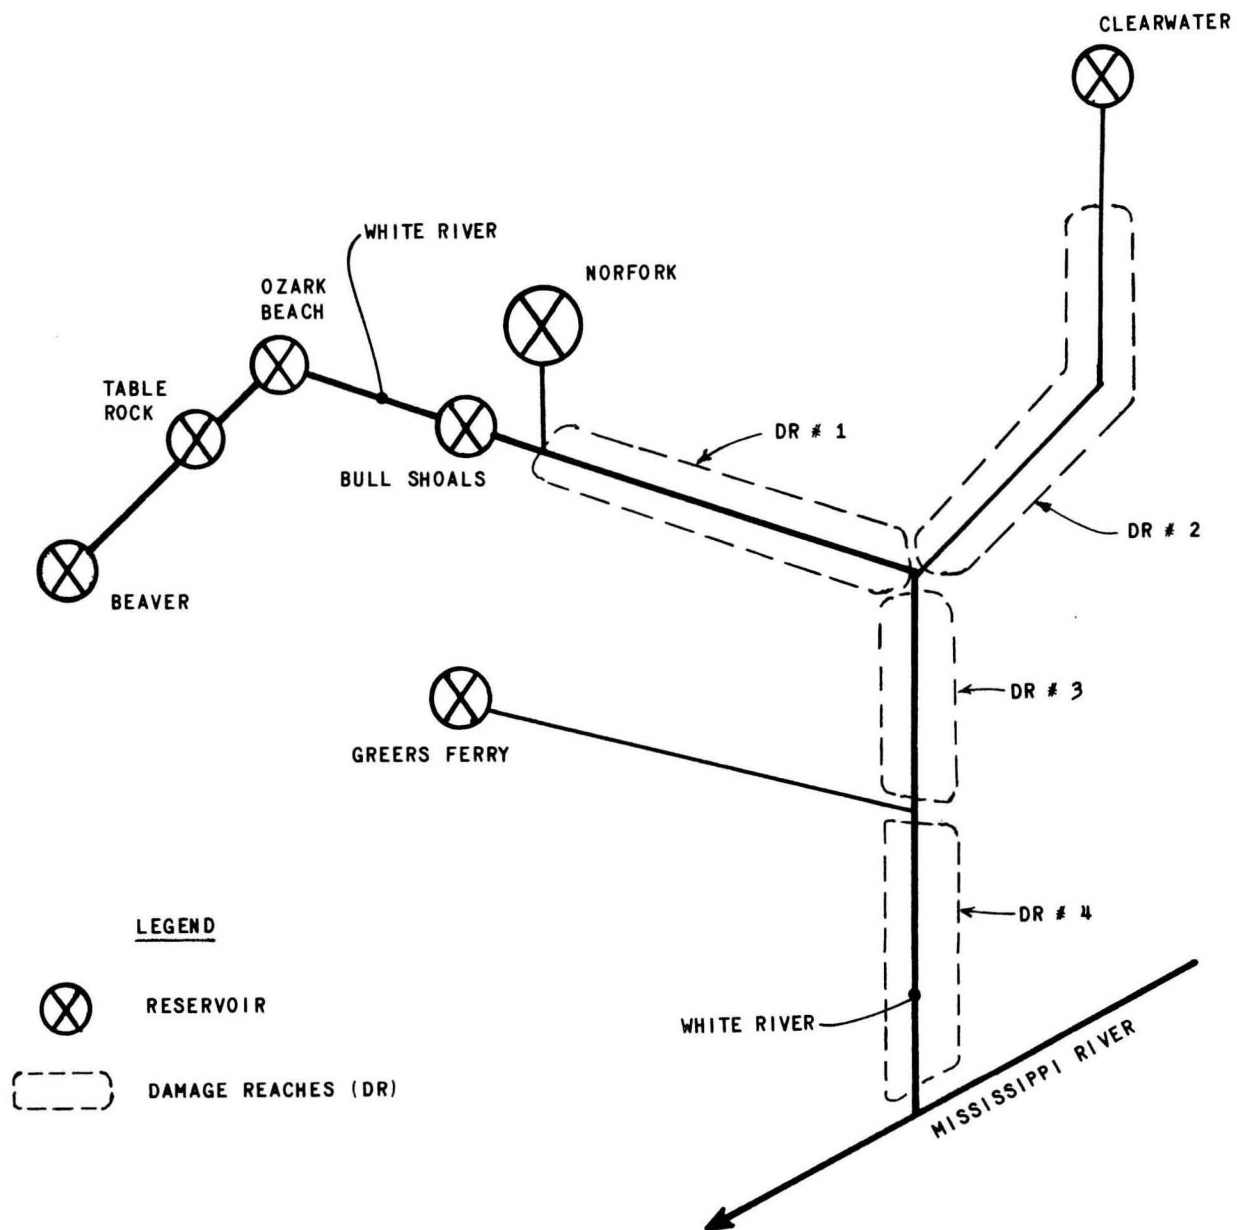 CLEARWATER
WHITE RIVER
NORFORK
OZARK
BEACH
TABLE
ROCK
DR # 1
BULL SHOALS
DR # 2
BEAVER
DR # 3
GREERS FERRY
DR # 4
LEGEND
RESERVOIR
WHITE RIVER
MISSISSIPPI RIVER
DAMAGE REACHES (DR)